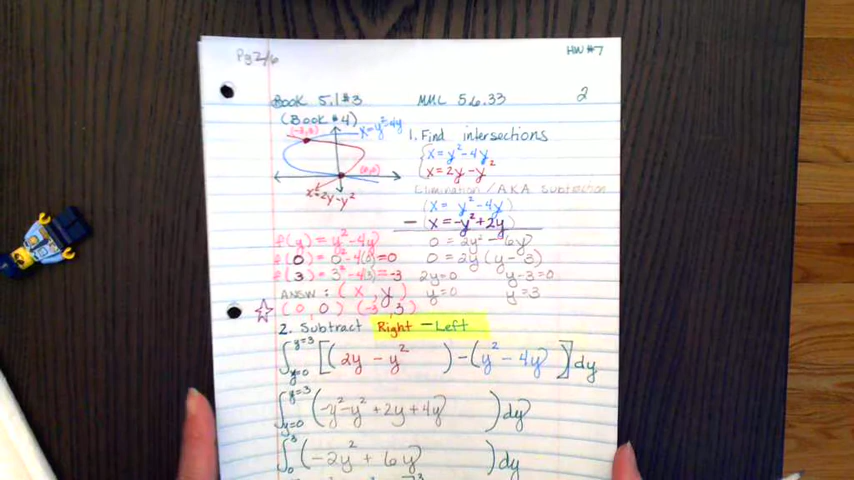 Pg 2/6
HW #7
Book 5.1 #3 MML 5.6.33 2
(Book #4)
(-3,3) x=y²-4y
(0,0)
x=2y-y²
1. Find intersections
x=y²-4y
x=2y-y²
Elimination/AKA Subtraction
(x=y²-4y)
-(x=-y²+2y)
0=2y²-6y
0=2y(y-3)
2y=0 y-3=0
y=0 y=3
f(y)=y²-4y
f(0)=0²-4(0)=0
f(3)=3²-4(3)=-3
ANSW: (x,y)
(0,0) (-3,3)
2. Subtract Right-Left
∫y=0^y=3 [(2y-y²)-(y²-4y)]dy
∫y=0^y=3 (-y²-y²+2y+4y)dy
∫0^3 (-2y²+6y)dy